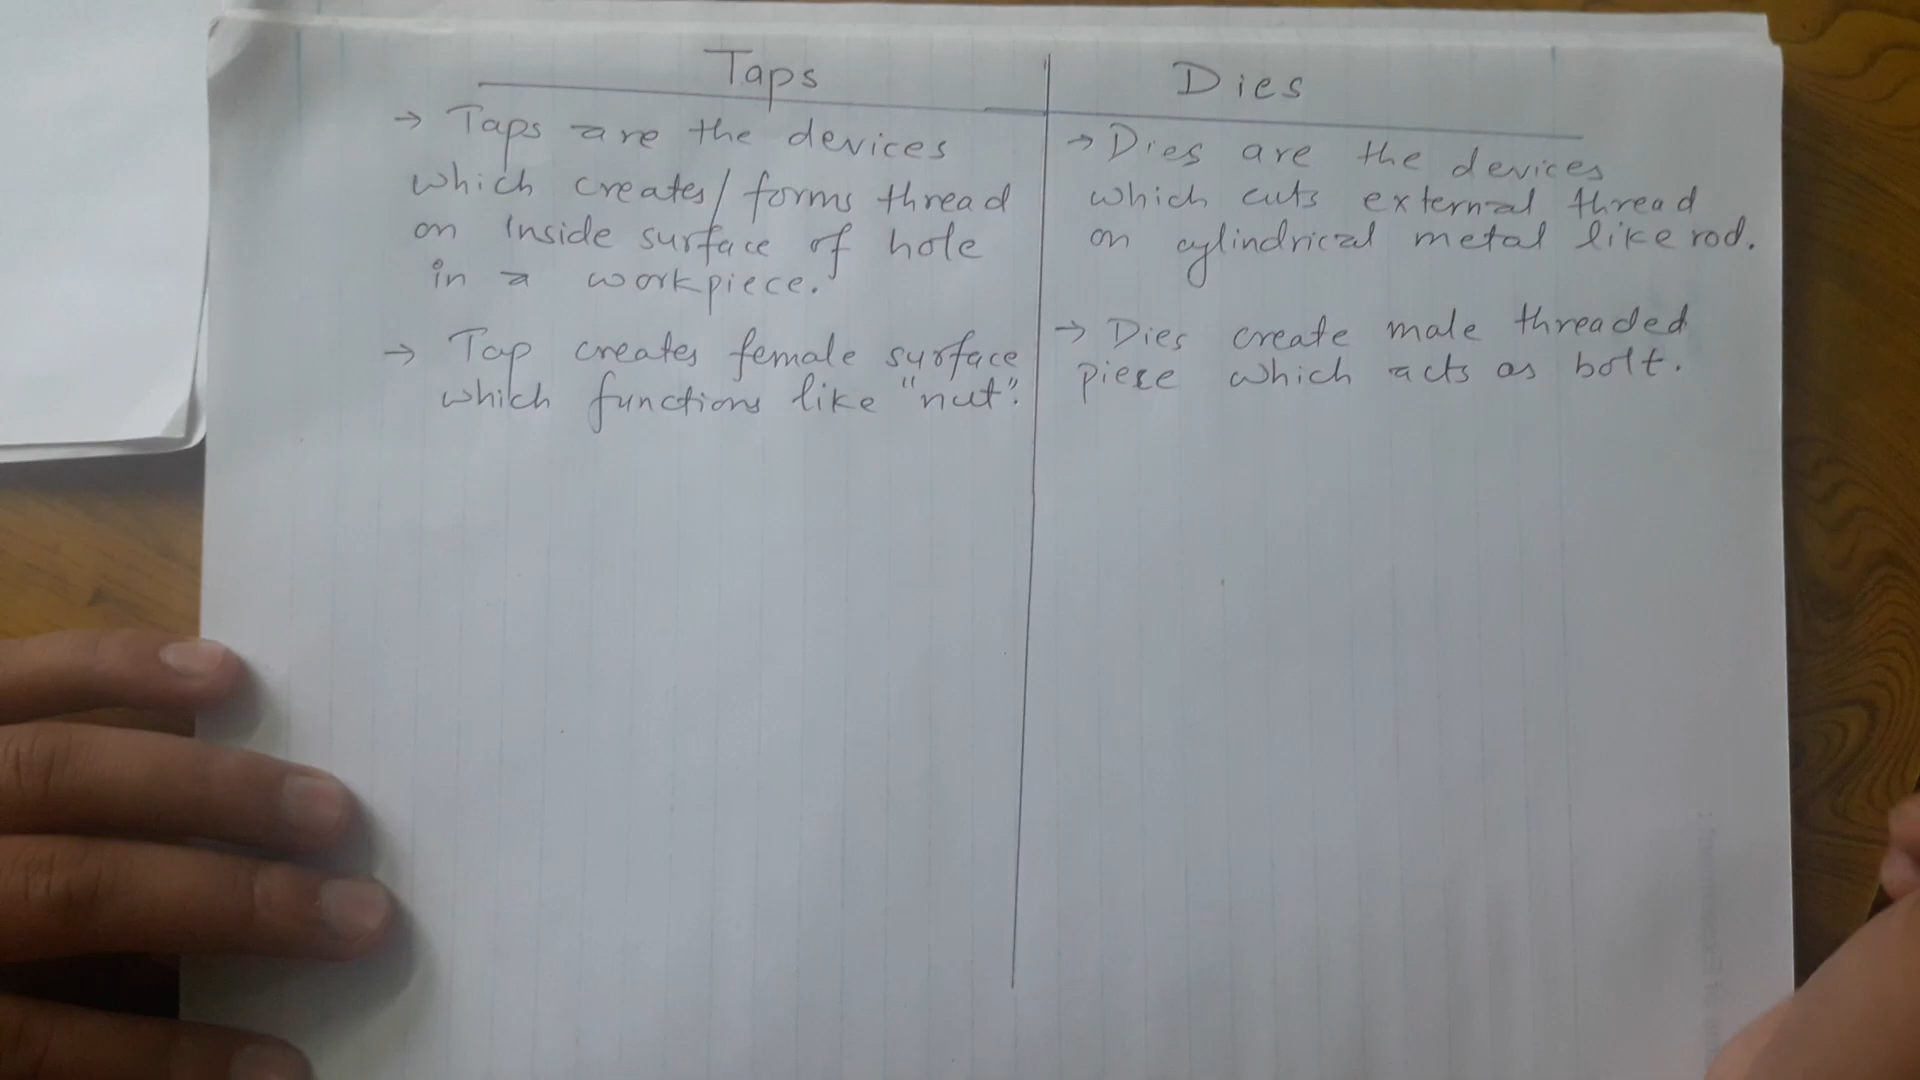 Taps
→ Taps are the devices
which creates/forms thread
on inside surface of hole
in a workpiece.
→ Tap creates female surface
which functions like "nut".
Dies
→ Dies are the devices
which cuts external thread
on cylindrical metal like rod.
→ Dies create male threaded
piece which acts as bolt.